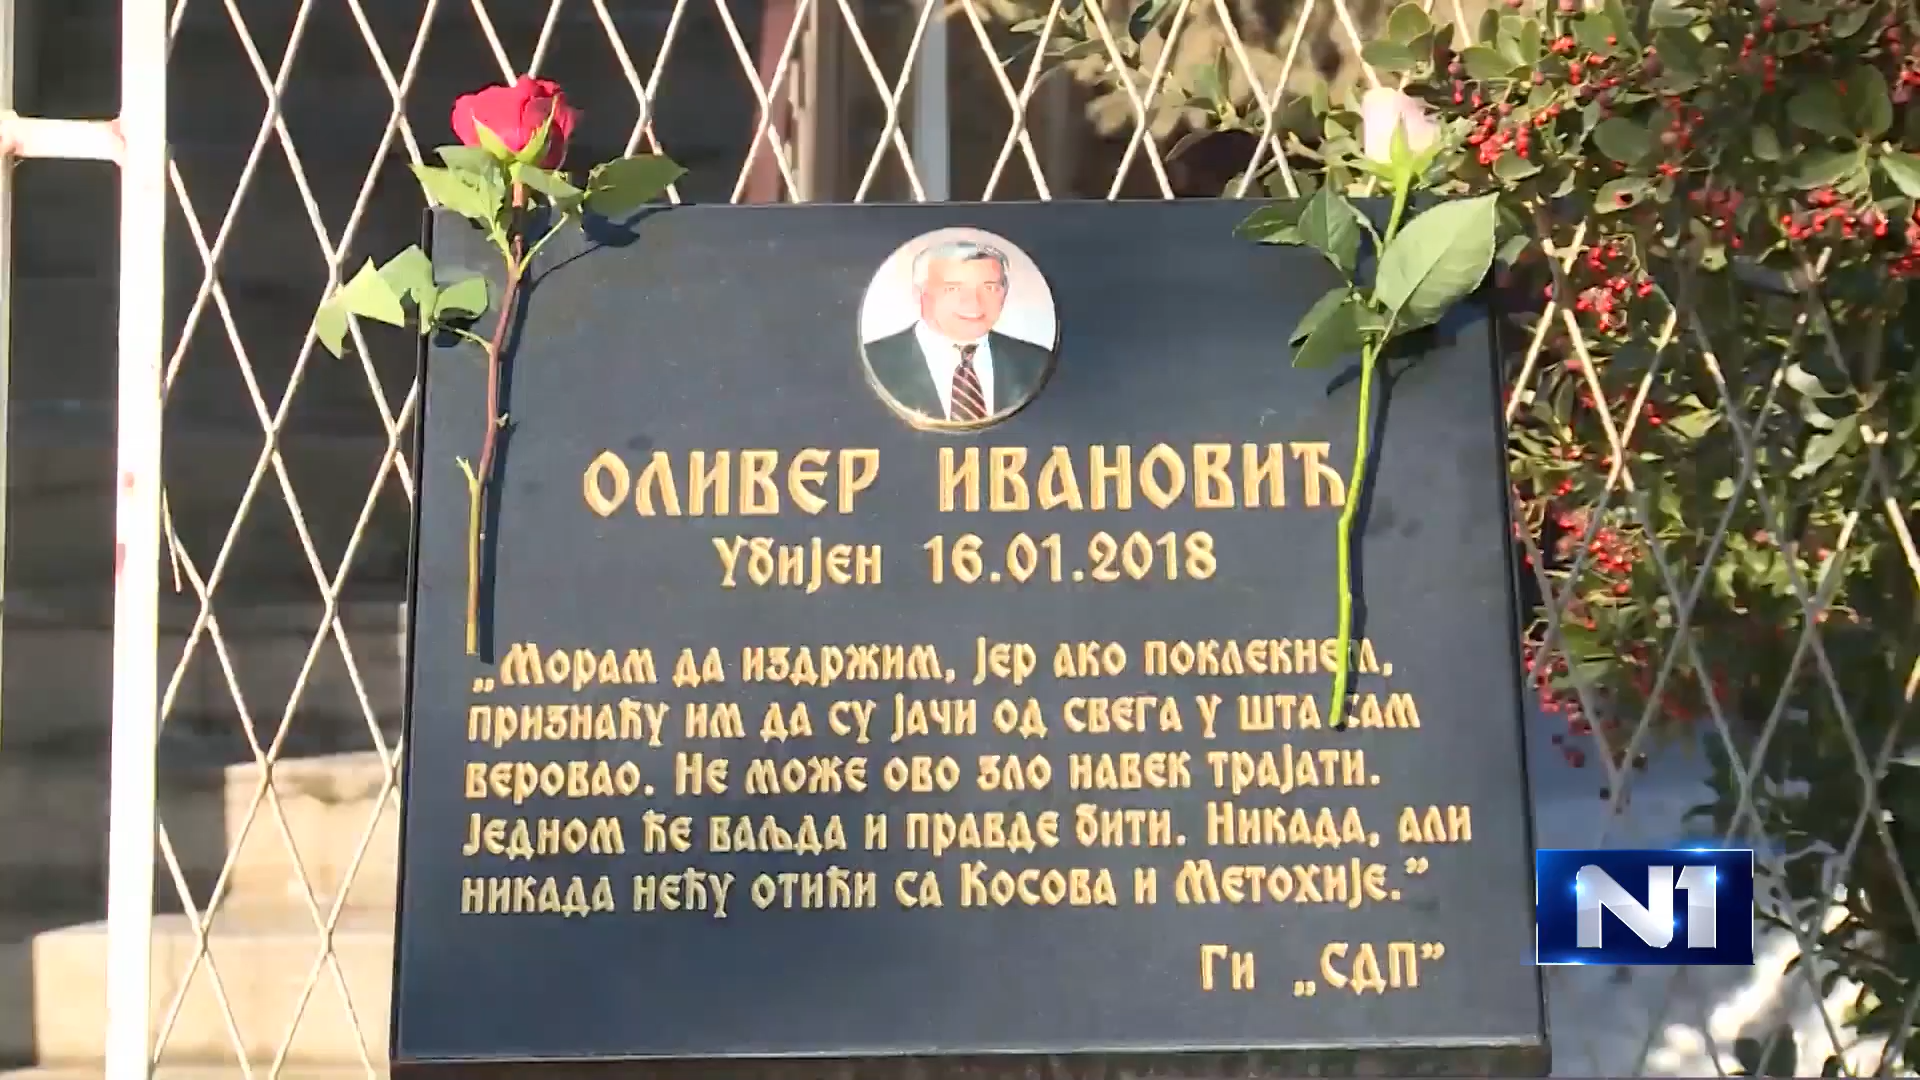 ОЛИВЕР ИВАНОВИЋ
Убијен 16.01.2018
„Морам да издржим, јер ако поклекнем,
признаћу им да су јачи од свега у шта сам
веровао. Не може ово зло навек трајати.
Једном ће ваљда и правде бити. Никада, али
никада нећу отићи са Косова и Метохије.”
Ги „СДП”
N1